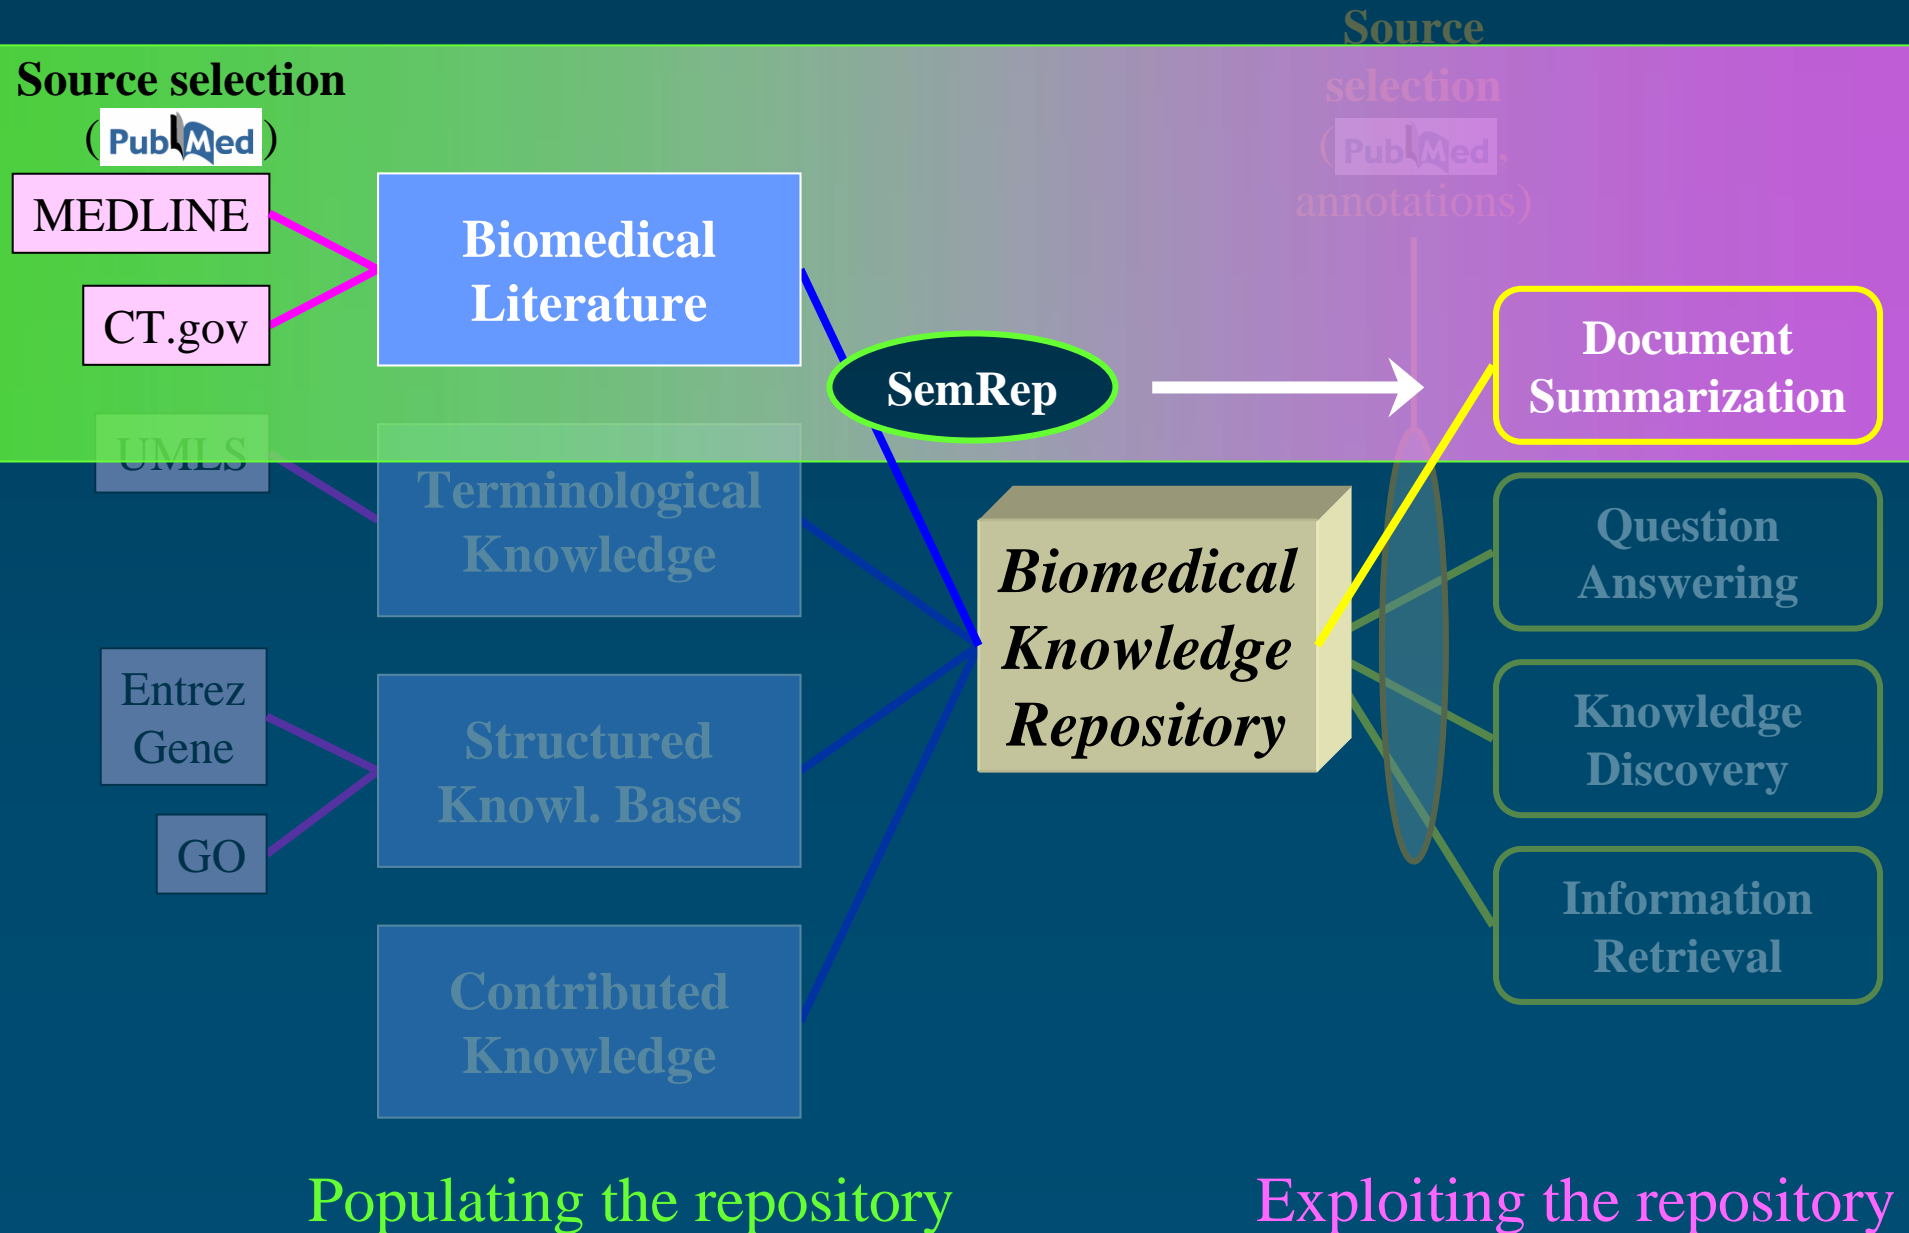 Source selection
(PubMed)
MEDLINE
CT.gov
UMLS
Entrez
Gene
GO
Biomedical
Literature
Terminological
Knowledge
Structured
Knowl. Bases
Contributed
Knowledge
SemRep
Biomedical
Knowledge
Repository
Source
selection
(PubMed,
annotations)
Document
Summarization
Question
Answering
Knowledge
Discovery
Information
Retrieval
Populating the repository
Exploiting the repository